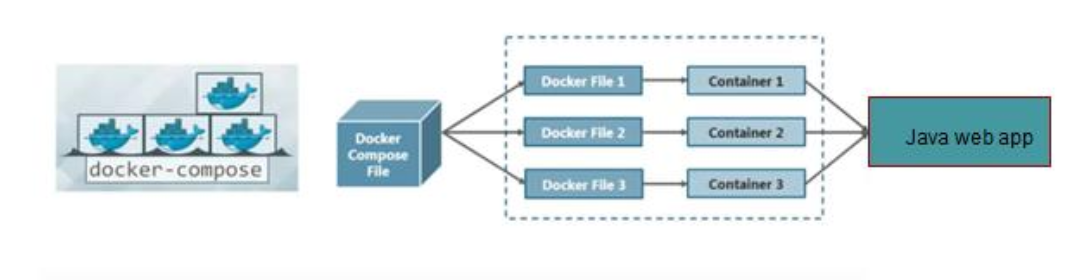 docker-compose
Docker
Compose
File
Docker File 1
Container 1
Docker File 2
Container 2
Docker File 3
Container 3
Java web app